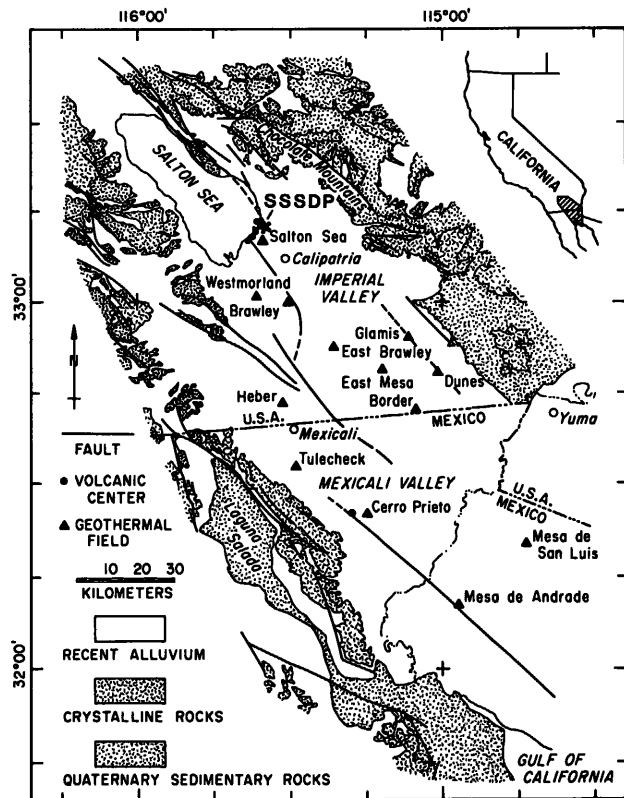 116°00'
115°00'
SALTON SEA
Chocolate Mountains
CALIFORNIA
SSSDP
Salton Sea
Calipatria
33°00'
Westmorland
Brawley
IMPERIAL
VALLEY
Glamis
East Brawley
East Mesa
Dunes
Border
N
Heber
U.S.A.
MEXICO
Yuma
Mexicali
FAULT
VOLCANIC
CENTER
GEOTHERMAL
FIELD
Tulecheck
MEXICALI VALLEY
Cerro Prieto
U.S.A.
MEXICO
Mesa de
San Luis
Laguna
Salada
10 20 30
KILOMETERS
Mesa de Andrade
RECENT ALLUVIUM
32°00'
CRYSTALLINE ROCKS
QUATERNARY SEDIMENTARY ROCKS
GULF OF
CALIFORNIA